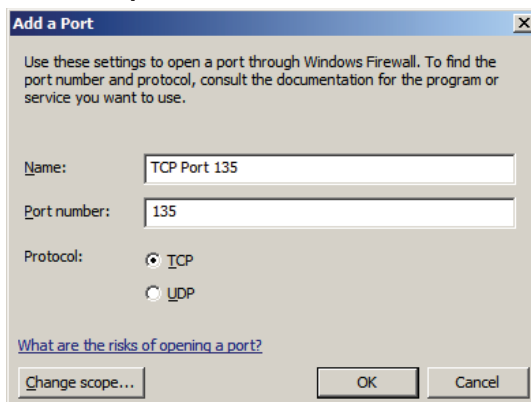 Add a Port
Use these settings to open a port through Windows Firewall. To find the
port number and protocol, consult the documentation for the program or
service you want to use.
Name: TCP Port 135
Port number: 135
Protocol: TCP
UDP
What are the risks of opening a port?
Change scope... OK Cancel